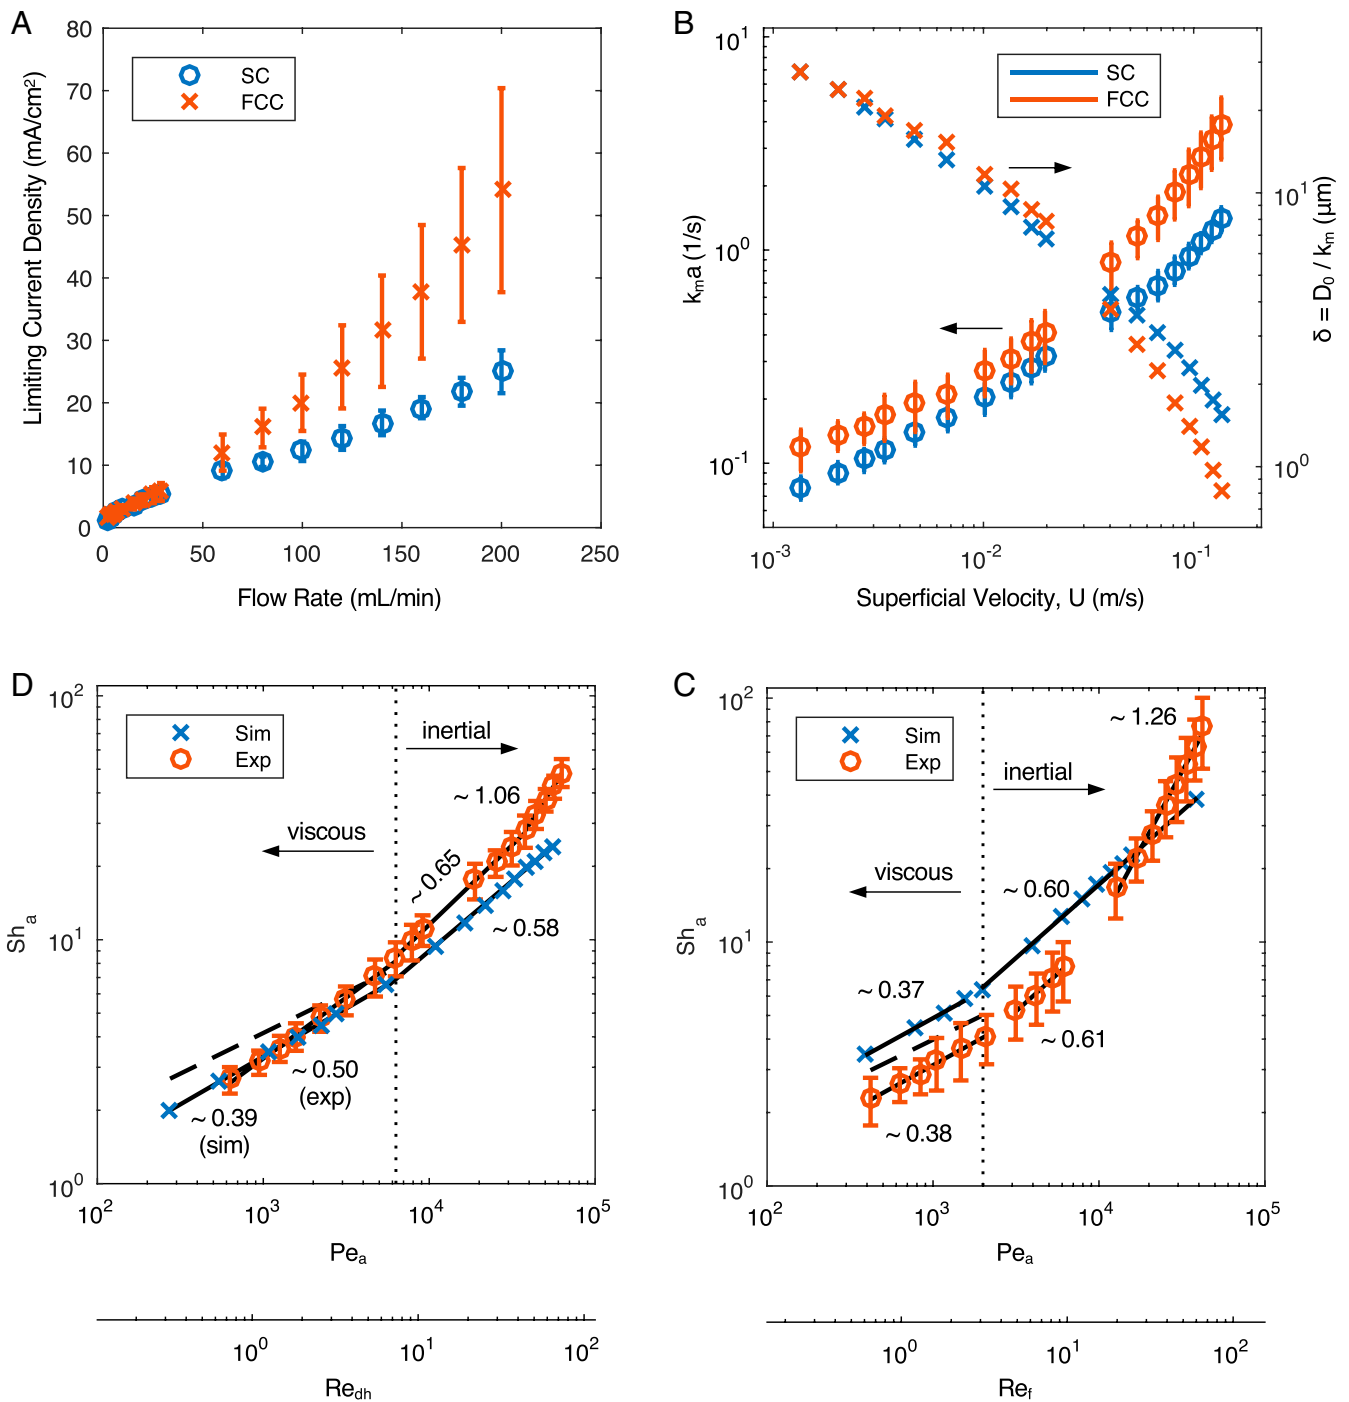 A
80
70
60
50
40
30
20
10
0
Limiting Current Density (mA/cm²)
SC
FCC
0 50 100 150 200 250
Flow Rate (mL/min)
B
10¹
10⁰
10⁻¹
kₘa (1/s)
SC
FCC
10¹
10⁰
δ = D₀ / kₘ (μm)
10⁻³ 10⁻² 10⁻¹
Superficial Velocity, U (m/s)
D
10²
10¹
10⁰
Shₐ
Sim
Exp
inertial
viscous
~ 1.06
~ 0.65
~ 0.58
~ 0.50
(exp)
~ 0.39
(sim)
10² 10³ 10⁴ 10⁵
Peₐ
10⁰ 10¹ 10²
Re_dh
C
10²
10¹
10⁰
Shₐ
Sim
Exp
~ 1.26
inertial
viscous
~ 0.60
~ 0.37
~ 0.61
~ 0.38
10² 10³ 10⁴ 10⁵
Peₐ
10⁰ 10¹ 10²
Re_f